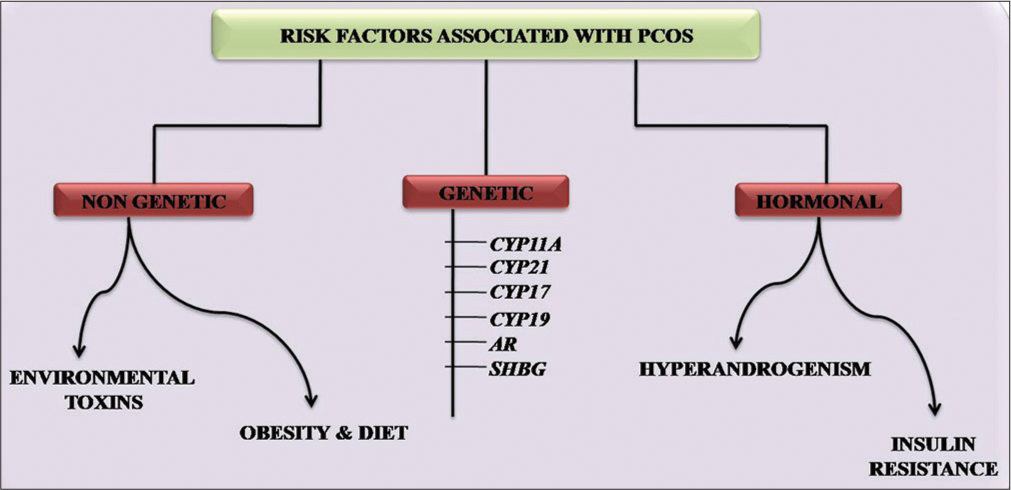 RISK FACTORS ASSOCIATED WITH PCOS
NON GENETIC
GENETIC
HORMONAL
CYP11A
CYP21
CYP17
CYP19
AR
SHBG
ENVIRONMENTAL
TOXINS
OBESITY & DIET
HYPERANDROGENISM
INSULIN
RESISTANCE